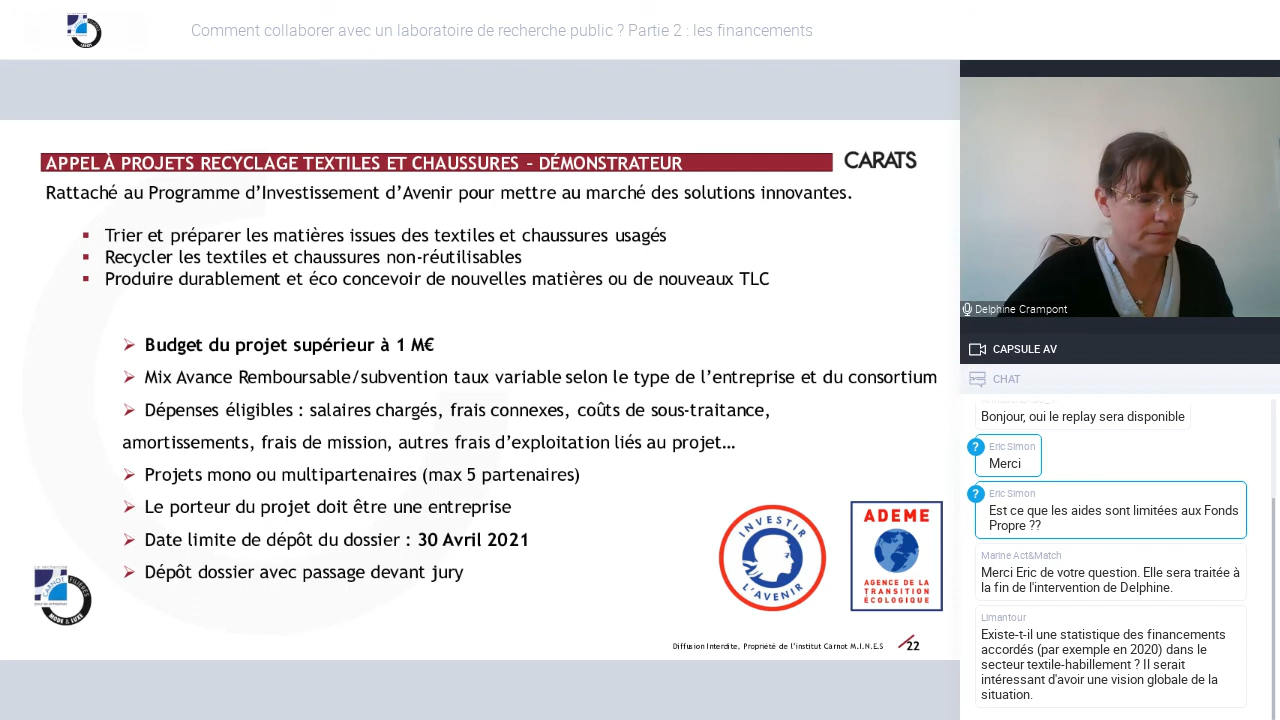 Comment collaborer avec un laboratoire de recherche public ? Partie 2 : les financements
APPEL À PROJETS RECYCLAGE TEXTILES ET CHAUSSURES – DÉMONSTRATEUR
CARATS
Rattaché au Programme d'Investissement d'Avenir pour mettre au marché des solutions innovantes.
Trier et préparer les matières issues des textiles et chaussures usagés
Recycler les textiles et chaussures non-réutilisables
Produire durablement et éco concevoir de nouvelles matières ou de nouveaux TLC
Budget du projet supérieur à 1 M€
Mix Avance Remboursable/subvention taux variable selon le type de l'entreprise et du consortium
Dépenses éligibles : salaires chargés, frais connexes, coûts de sous-traitance,
amortissements, frais de mission, autres frais d'exploitation liés au projet…
Projets mono ou multipartenaires (max 5 partenaires)
Le porteur du projet doit être une entreprise
Date limite de dépôt du dossier : 30 Avril 2021
Dépôt dossier avec passage devant jury
INVESTIR
L'AVENIR
ADEME
AGENCE DE LA
TRANSITION
ÉCOLOGIQUE
CARNOT
MODE & LUXE
Diffusion Interdite, Propriété de l'institut Carnot M.I.N.E.S
22
Delphine Crampont
CAPSULE AV
CHAT
Bonjour, oui le replay sera disponible
? Eric Simon
Merci
? Eric Simon
Est ce que les aides sont limitées aux Fonds
Propre ??
Marine Act&Match
Merci Eric de votre question. Elle sera traitée à
la fin de l'intervention de Delphine.
Limantour
Existe-t-il une statistique des financements
accordés (par exemple en 2020) dans le
secteur textile-habillement ? Il serait
intéressant d'avoir une vision globale de la
situation.